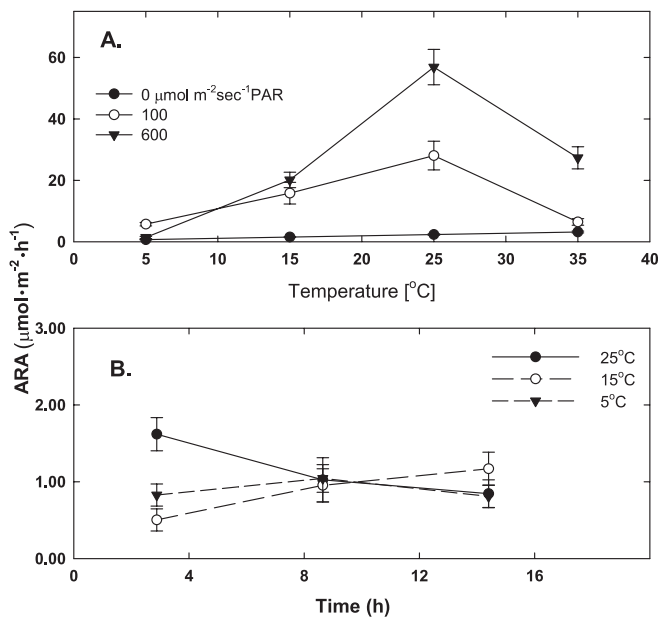 A.
60
40
20
0
0 μmol m⁻²sec⁻¹PAR
100
600
0 5 10 15 20 25 30 35 40
Temperature [°C]
ARA (μmol·m⁻²·h⁻¹)
B.
3.00
2.00
1.00
0.00
25°C
15°C
5°C
0 4 8 12 16
Time (h)